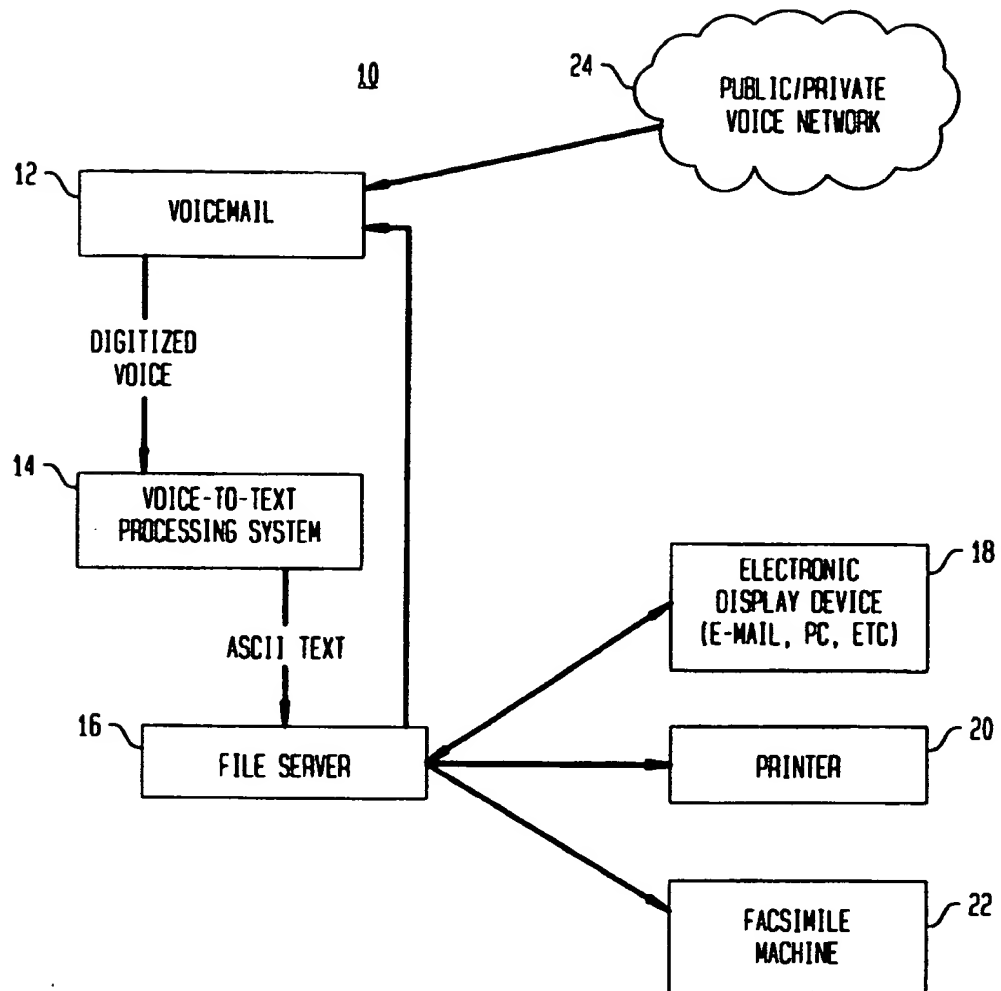 10
24
PUBLIC/PRIVATE
VOICE NETWORK
12
VOICEMAIL
DIGITIZED
VOICE
14
VOICE-TO-TEXT
PROCESSING SYSTEM
ASCII TEXT
16
FILE SERVER
18
ELECTRONIC
DISPLAY DEVICE
(E-MAIL, PC, ETC)
20
PRINTER
22
FACSIMILE
MACHINE